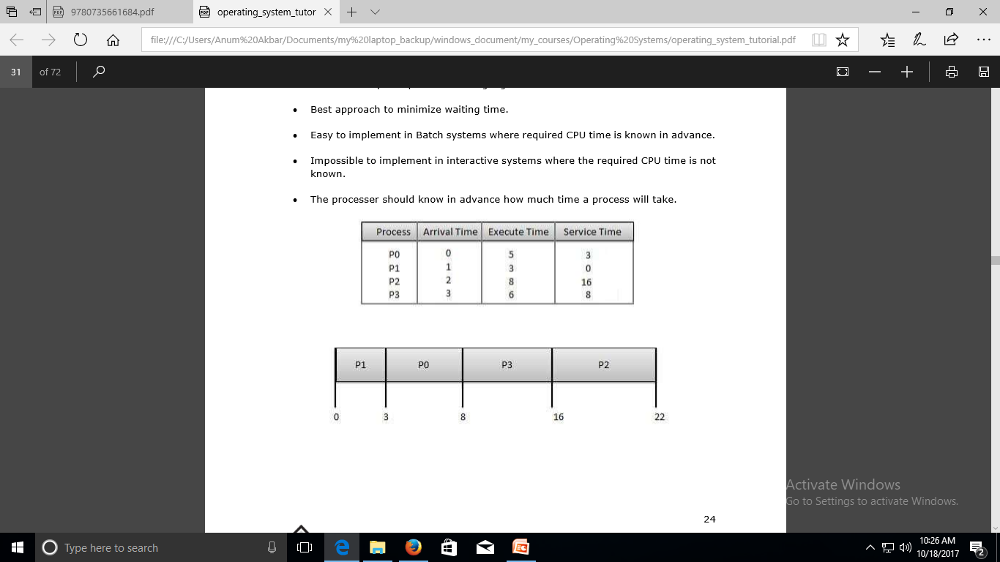 9780735661684.pdf
operating_system_tutor
file:///C:/Users/Anum%20Akbar/Documents/my%20laptop_backup/windows_document/my_courses/Operating%20Systems/operating_system_tutorial.pdf
31 of 72
• Best approach to minimize waiting time.
• Easy to implement in Batch systems where required CPU time is known in advance.
• Impossible to implement in interactive systems where the required CPU time is not
known.
• The processer should know in advance how much time a process will take.
Process Arrival Time Execute Time Service Time
P0 0 5 3
P1 1 3 0
P2 2 8 16
P3 3 6 8
P1 P0 P3 P2
0 3 8 16 22
Activate Windows
Go to Settings to activate Windows.
24
Type here to search
10:26 AM
10/18/2017
2